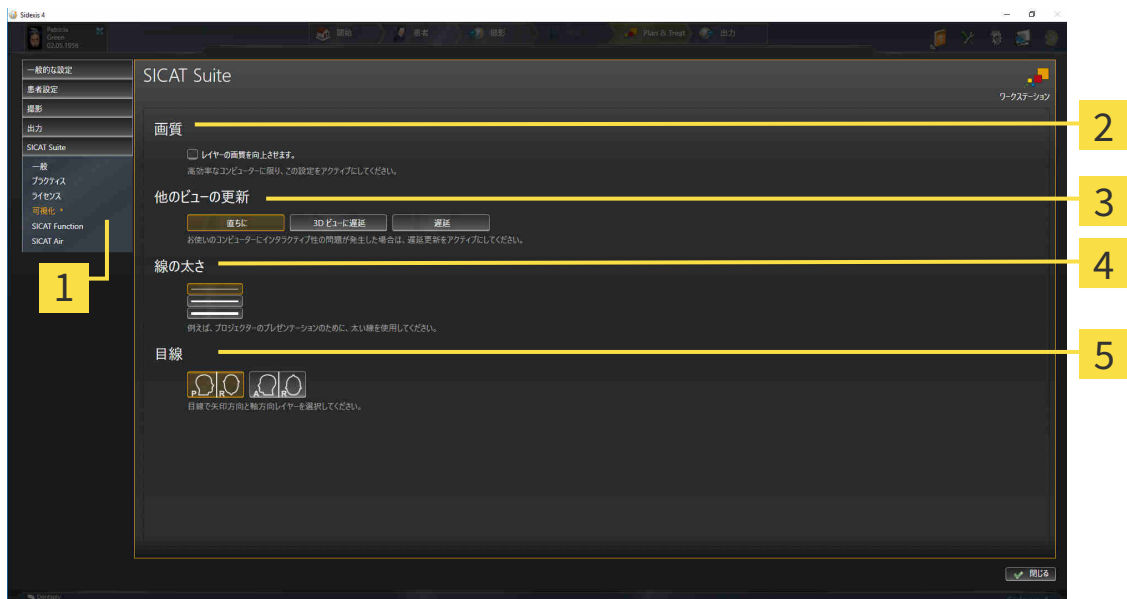 Sidexis 4
Patricia
Green
02.05.1956
開始
患者
撮影
Plan & Treat
出力
一般的な設定
患者設定
撮影
出力
SICAT Suite
一般
プラクティス
ライセンス
可視化 *
SICAT Function
SICAT Air
SICAT Suite
ワークステーション
画質
レイヤーの画質を向上させます。
高効率なコンピューターに限り、この設定をアクティブにしてください。
他のビューの更新
直ちに
3D ビューに遅延
遅延
お使いのコンピューターにインタラクティブ性の問題が発生した場合は、遅延更新をアクティブにしてください。
線の太さ
例えば、プロジェクターのプレゼンテーションのために、太い線を使用してください。
目線
P R
A R
目線で矢印方向と軸方向レイヤーを選択してください。
閉じる
1
2
3
4
5